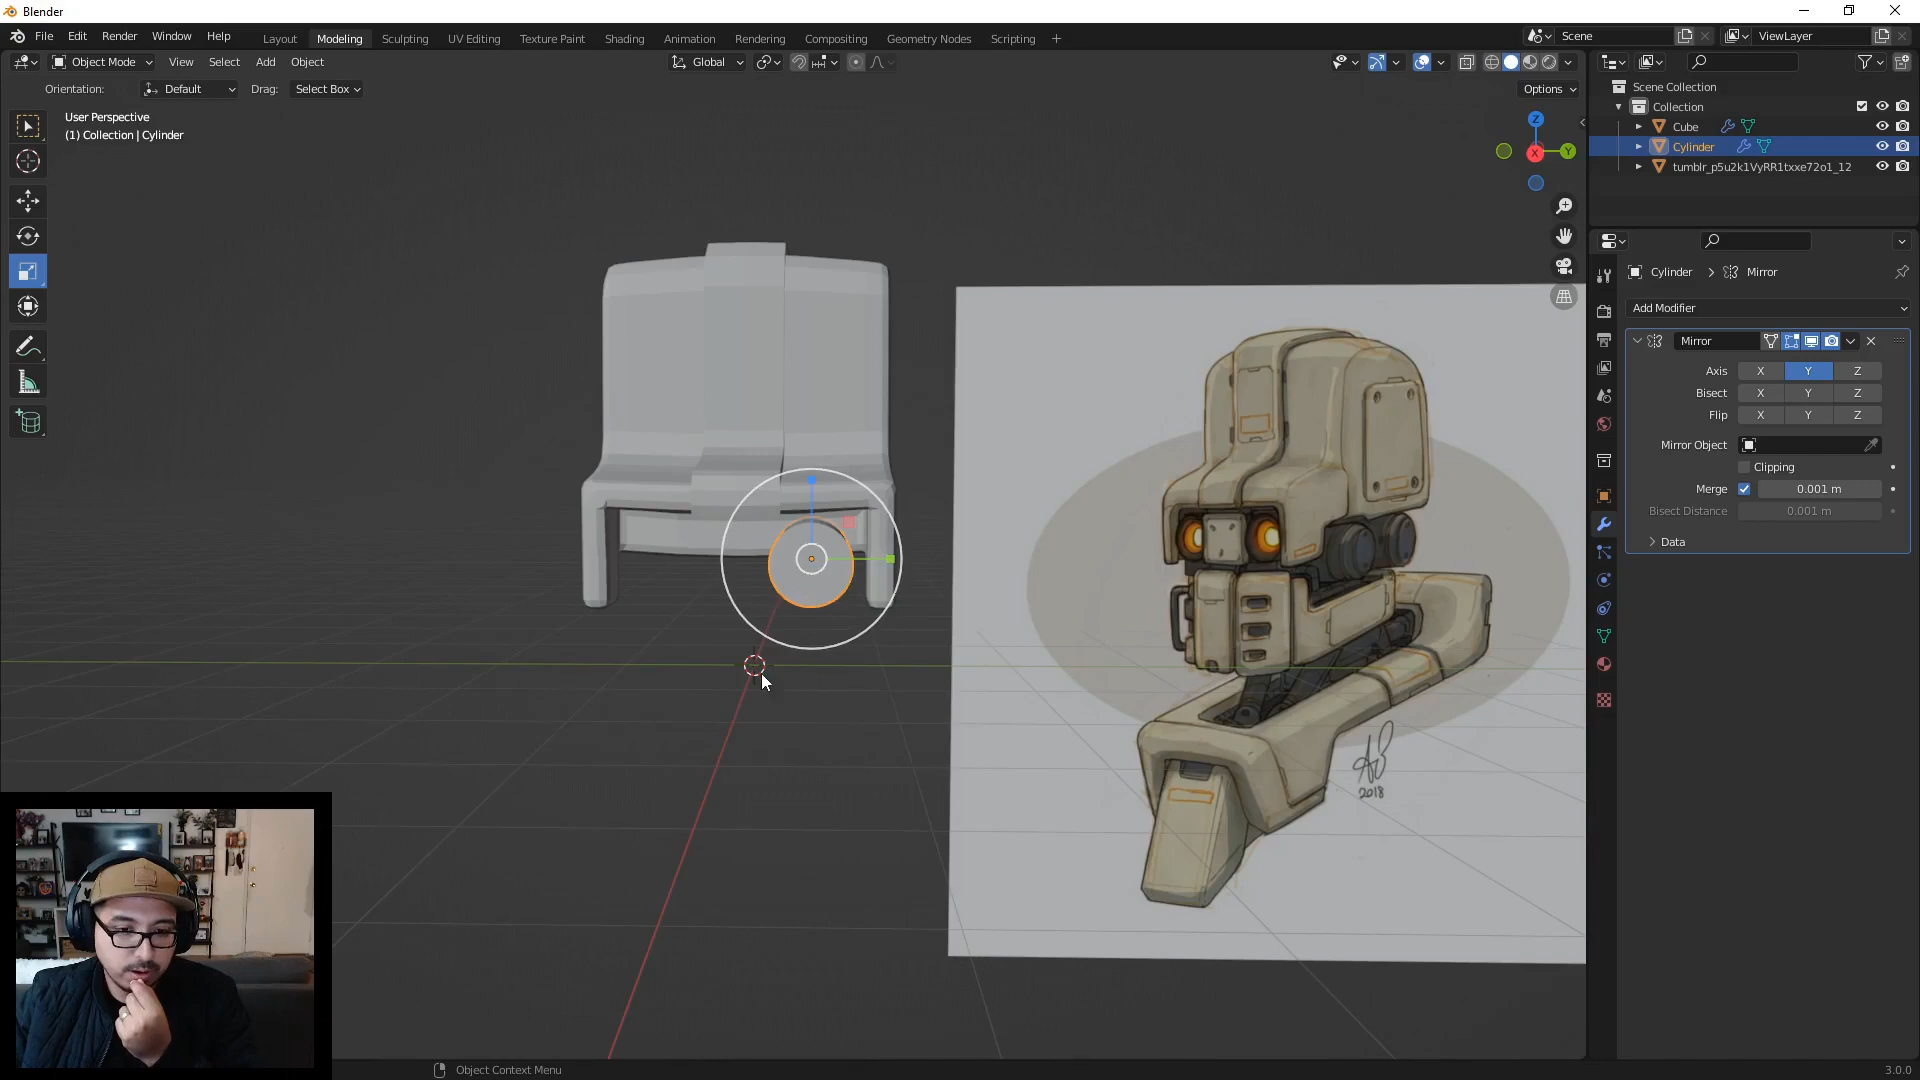 Blender
File Edit Render Window Help
Layout Modeling Sculpting UV Editing Texture Paint Shading Animation Rendering Compositing Geometry Nodes Scripting +
Scene ViewLayer
Object Mode View Select Add Object
Global
Orientation: Default Drag: Select Box
Options
User Perspective
(1) Collection | Cylinder
Z
X
Y
2018
Scene Collection
Collection
Cube
Cylinder
tumblr_p5u2k1VyRR1txxe72o1_12
Cylinder > Mirror
Add Modifier
Mirror
Axis X Y Z
Bisect X Y Z
Flip X Y Z
Mirror Object
Clipping
Merge 0.001 m
Bisect Distance 0.001 m
> Data
Object Context Menu
3.0.0